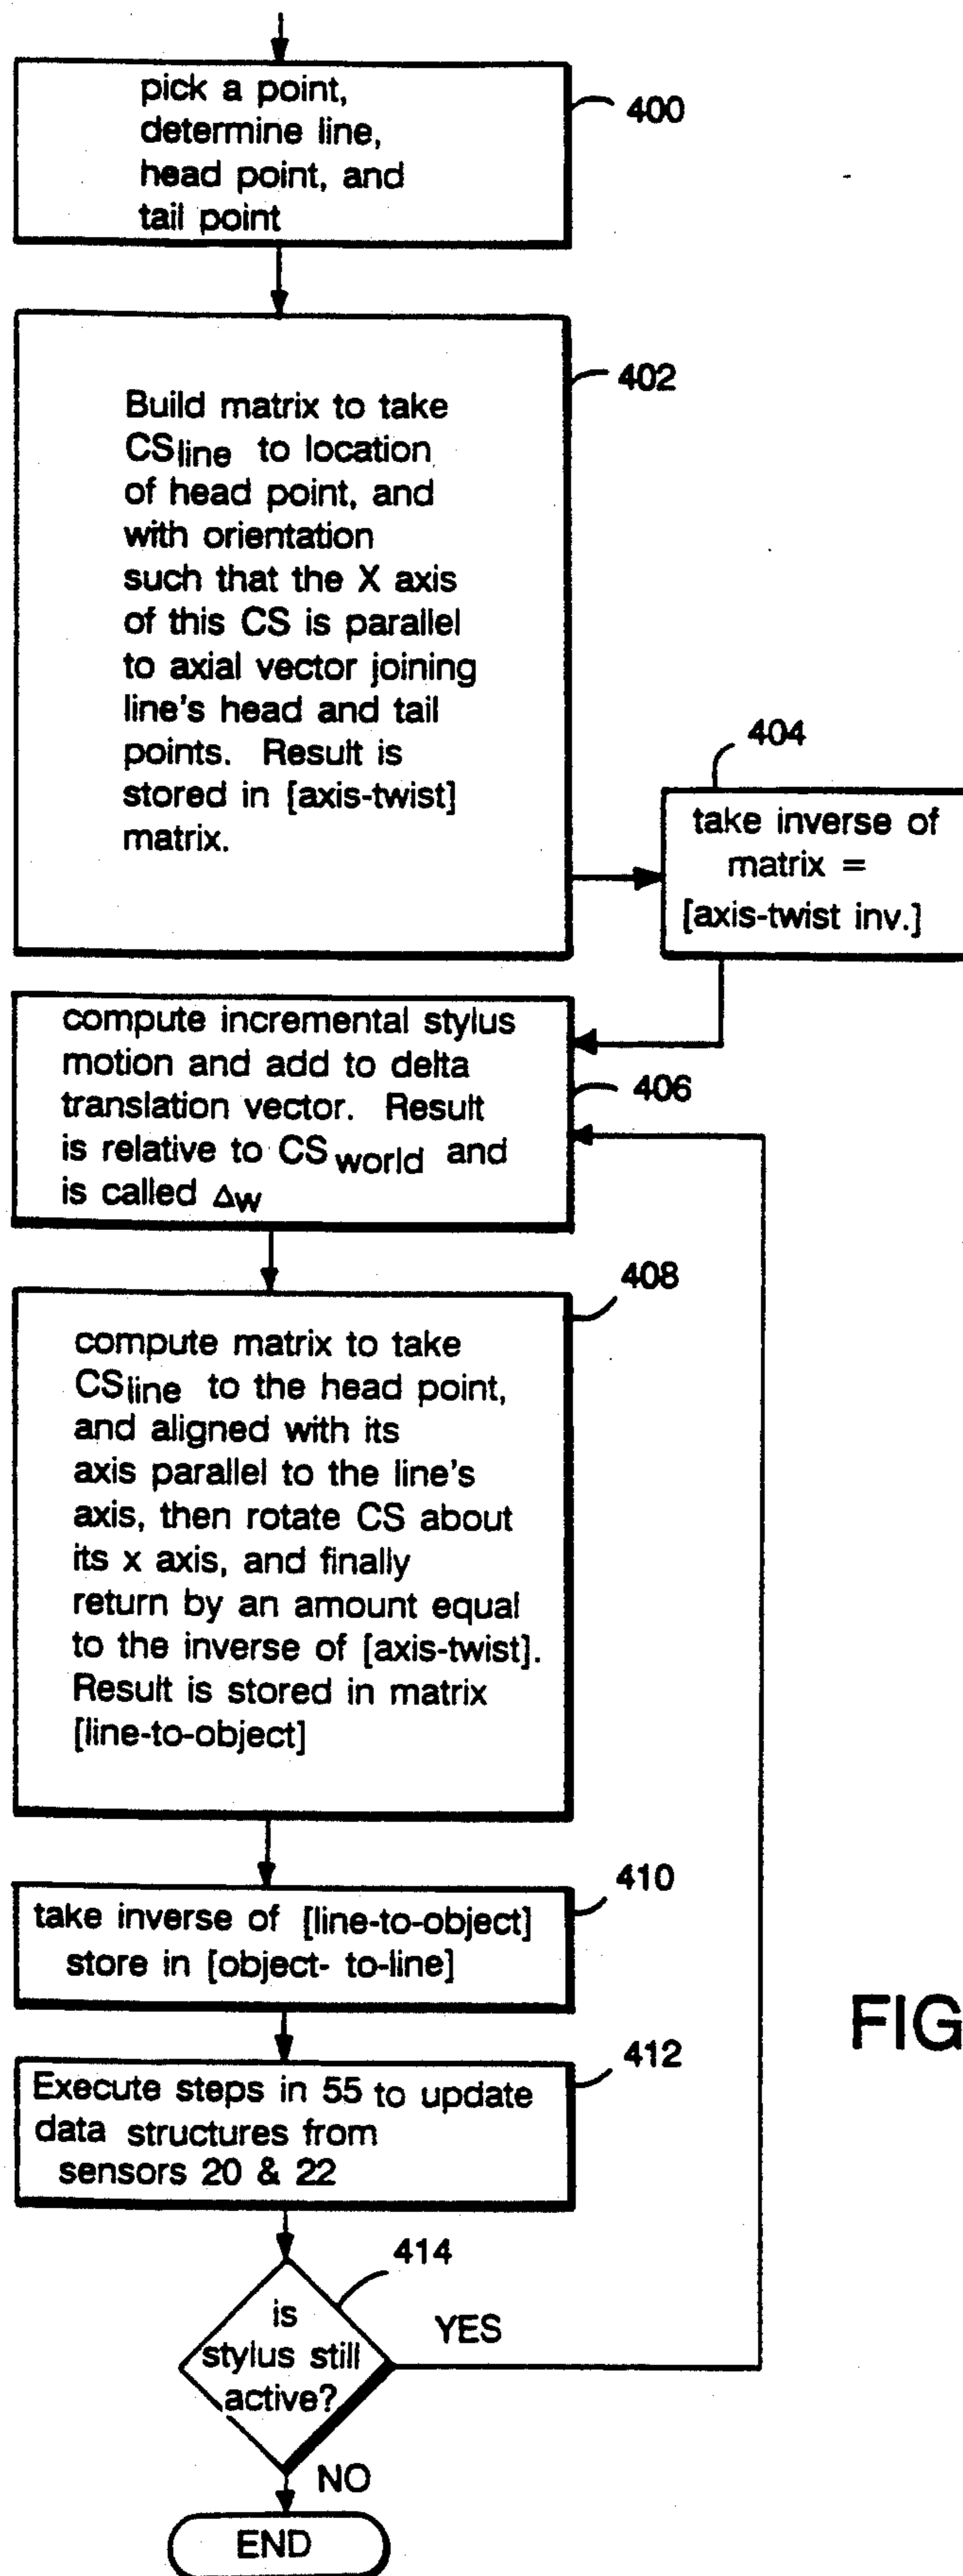 pick a point,
determine line,
head point, and
tail point
400
Build matrix to take
CSline to location
of head point, and
with orientation
such that the X axis
of this CS is parallel
to axial vector joining
line's head and tail
points. Result is
stored in [axis-twist]
matrix.
402
404
take inverse of
matrix =
[axis-twist inv.]
compute incremental stylus
motion and add to delta
translation vector. Result
is relative to CSworld and
is called Δw
406
408
compute matrix to take
CSline to the head point,
and aligned with its
axis parallel to the line's
axis, then rotate CS about
its x axis, and finally
return by an amount equal
to the inverse of [axis-twist].
Result is stored in matrix
[line-to-object]
410
take inverse of [line-to-object]
store in [object- to-line]
FIG
412
Execute steps in 55 to update
data structures from
sensors 20 & 22
414
is
stylus still
active?
YES
NO
END